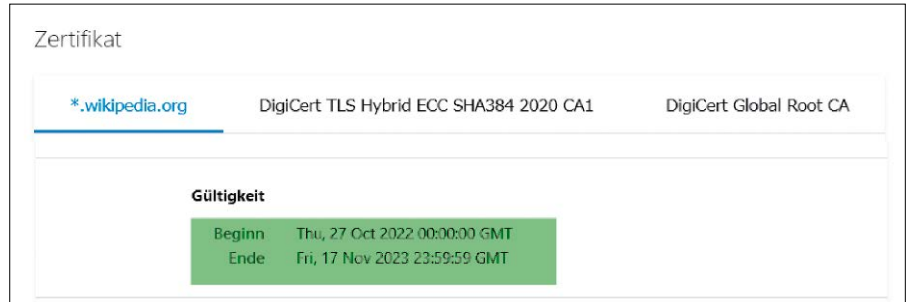 Zertifikat
*.wikipedia.org DigiCert TLS Hybrid ECC SHA384 2020 CA1 DigiCert Global Root CA
Gültigkeit
Beginn Thu, 27 Oct 2022 00:00:00 GMT
Ende Fri, 17 Nov 2023 23:59:59 GMT